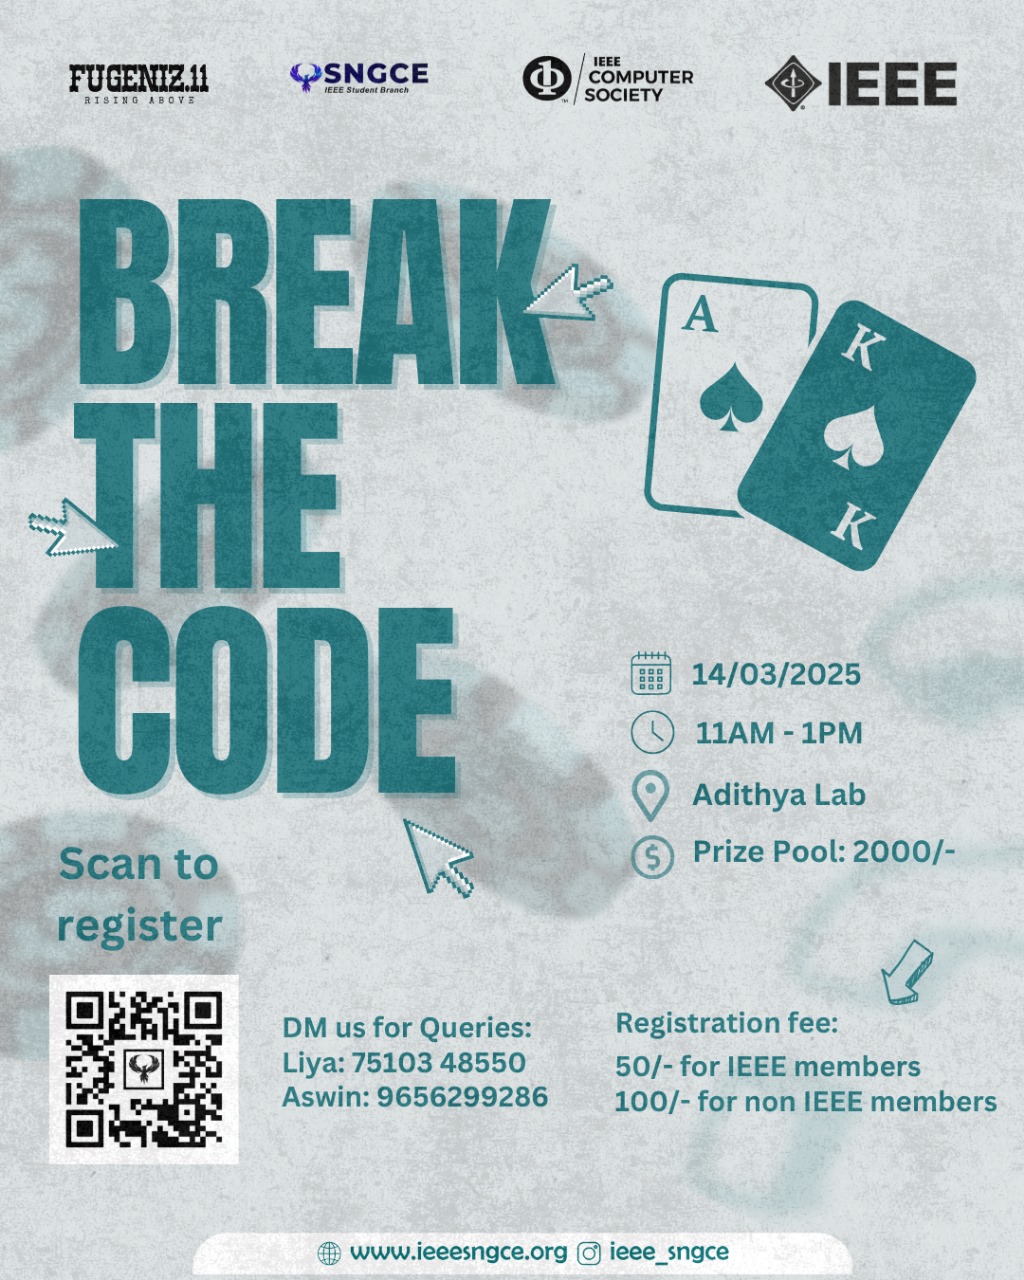 FUGENIZ.11
RISING ABOVE
SNGCE
IEEE Student Branch
IEEE
COMPUTER
SOCIETY
TM
IEEE
BREAK
THE
CODE
A
K
K
14/03/2025
11AM - 1PM
Adithya Lab
Prize Pool: 2000/-
Scan to
register
DM us for Queries:
Liya: 75103 48550
Aswin: 9656299286
Registration fee:
50/- for IEEE members
100/- for non IEEE members
www.ieeesngce.org ieee_sngce